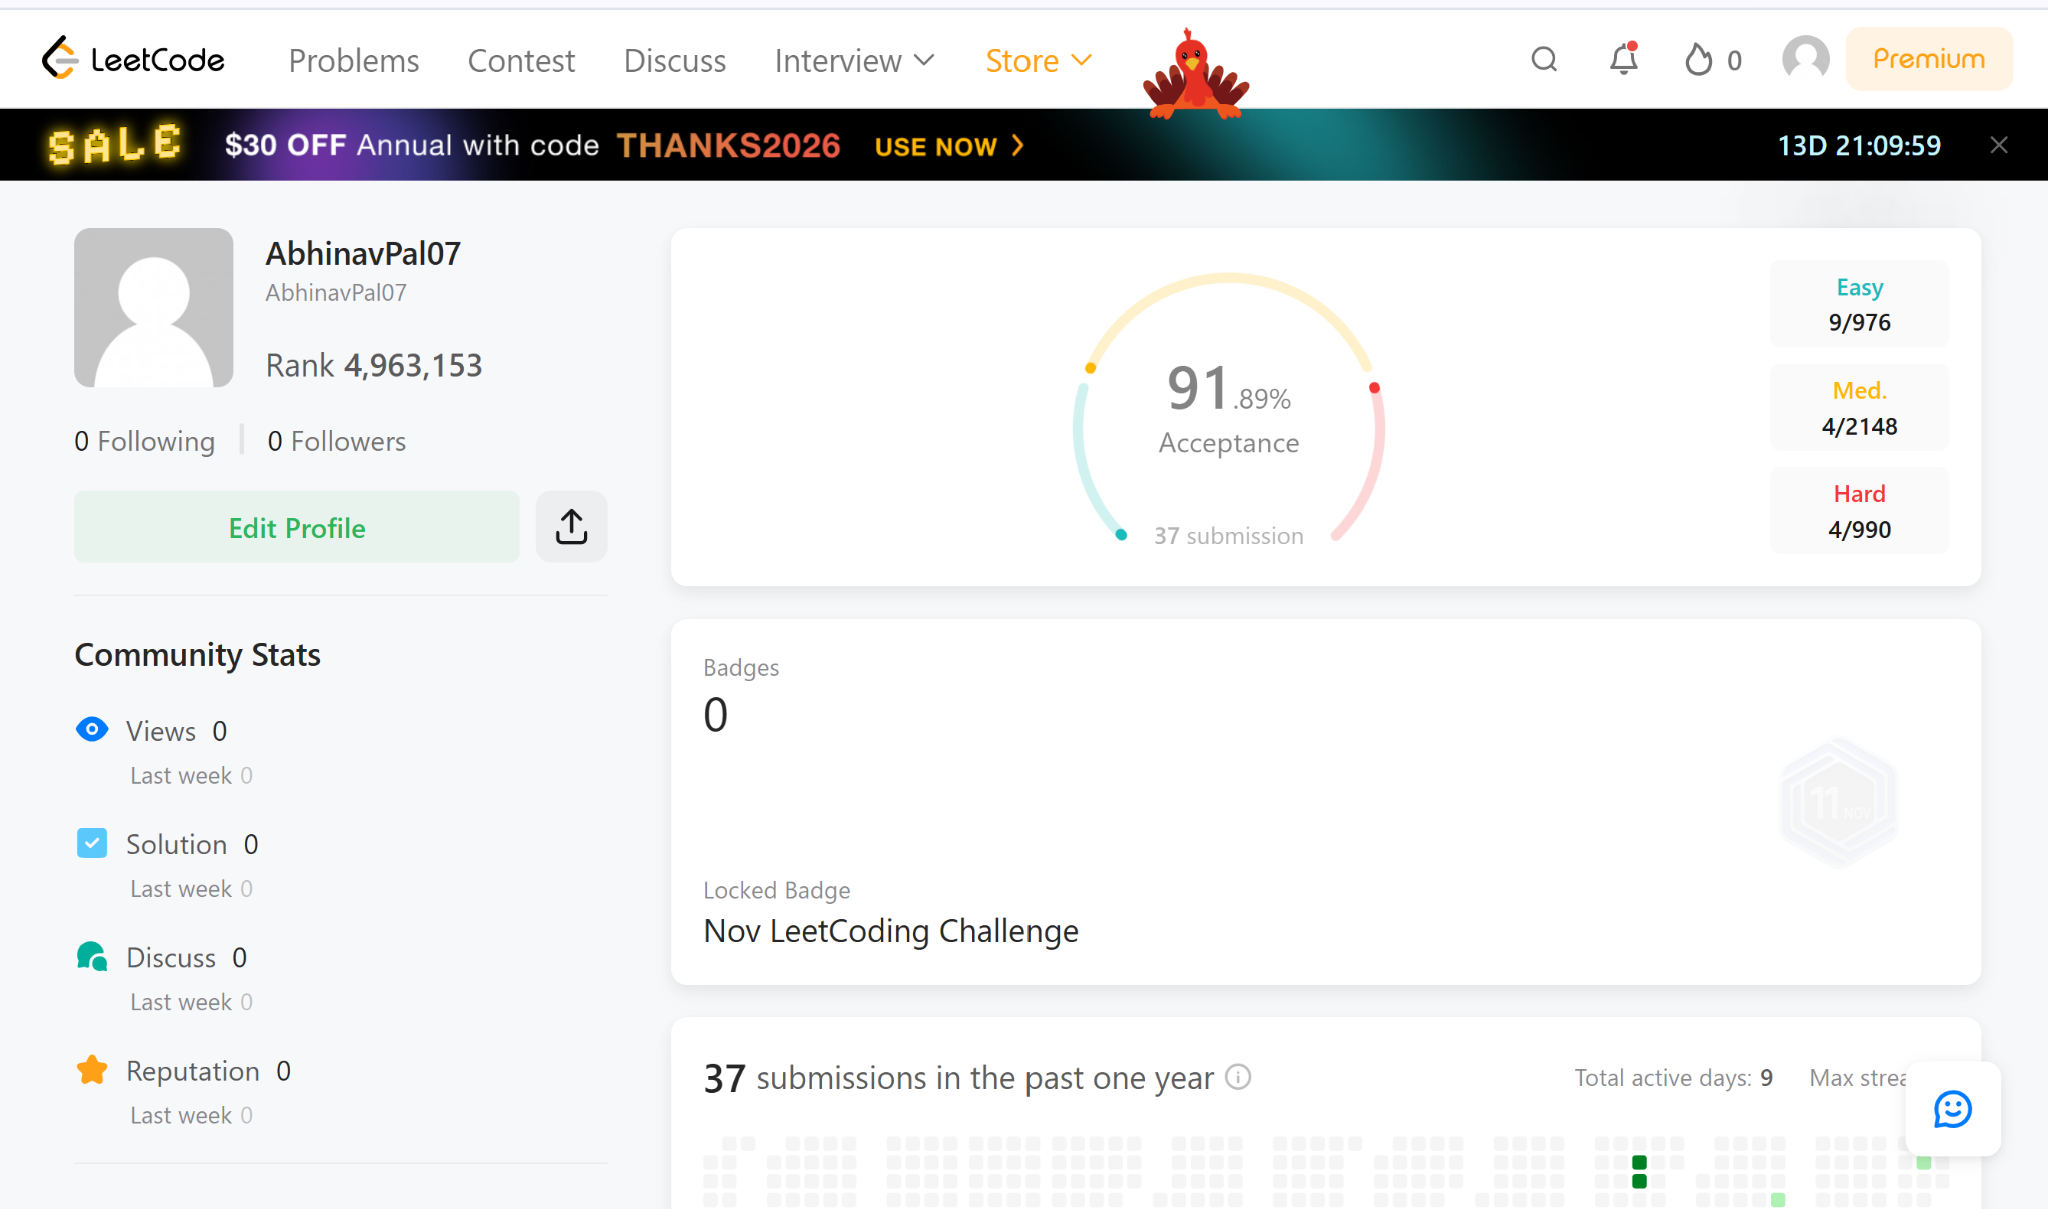 LeetCode Problems Contest Discuss Interview Store 0 Premium
SALE $30 OFF Annual with code THANKS2026 USE NOW 13D 21:09:59
AbhinavPal07
AbhinavPal07
Rank 4,963,153
0 Following 0 Followers
Edit Profile
Community Stats
Views 0
Last week 0
Solution 0
Last week 0
Discuss 0
Last week 0
Reputation 0
Last week 0
91.89%
Acceptance
37 submission
Easy
9/976
Med.
4/2148
Hard
4/990
Badges
0
11 NOV
Locked Badge
Nov LeetCoding Challenge
37 submissions in the past one year Total active days: 9 Max